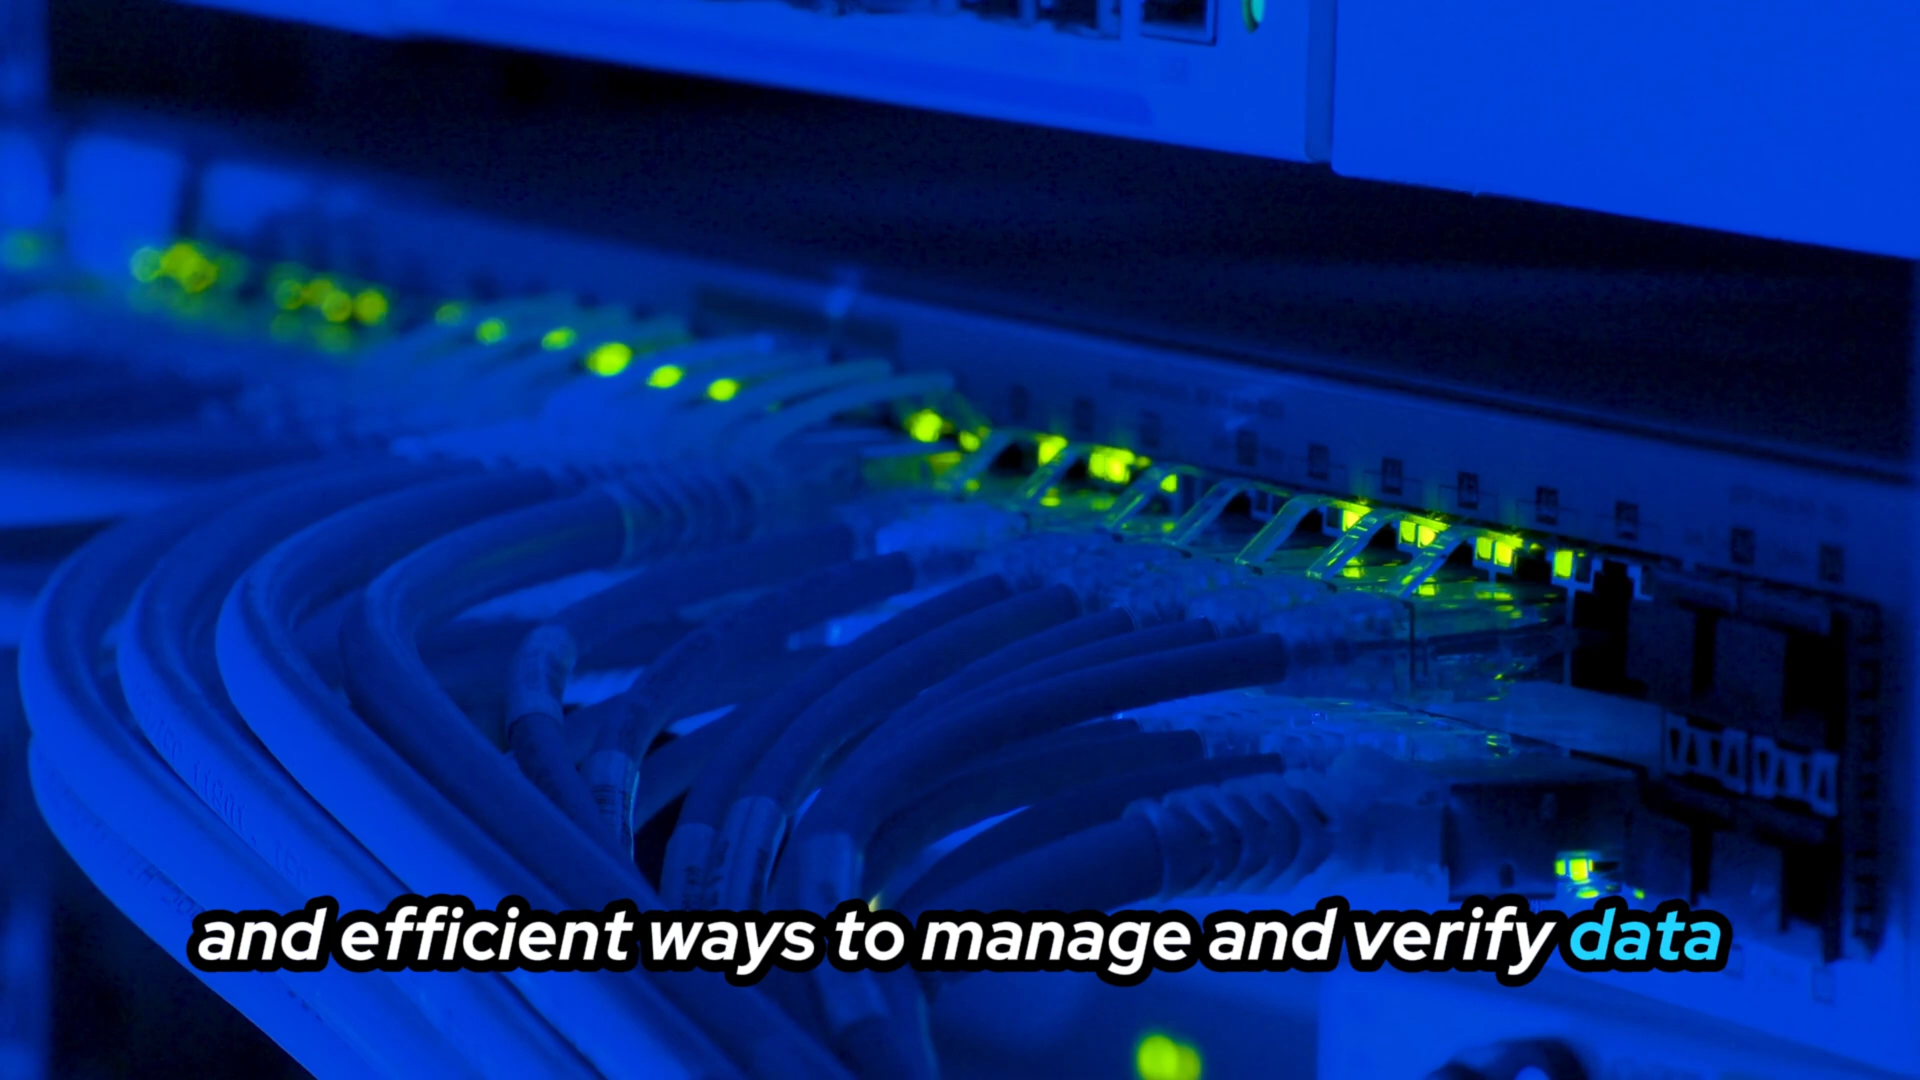 and efficient ways to manage and verify data